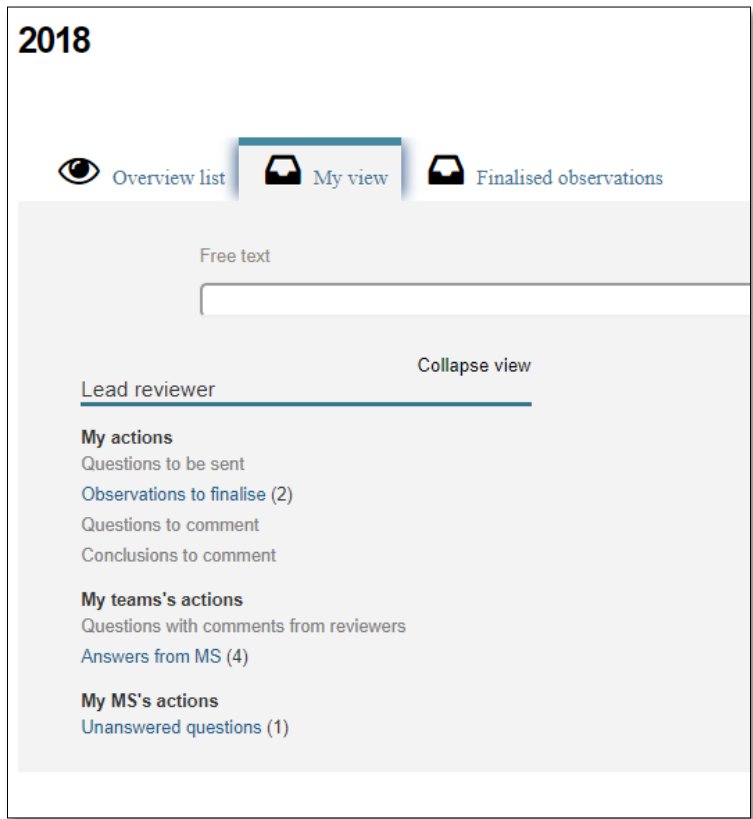 2018
Overview list My view Finalised observations
Free text
Collapse view
Lead reviewer
My actions
Questions to be sent
Observations to finalise (2)
Questions to comment
Conclusions to comment
My teams's actions
Questions with comments from reviewers
Answers from MS (4)
My MS's actions
Unanswered questions (1)